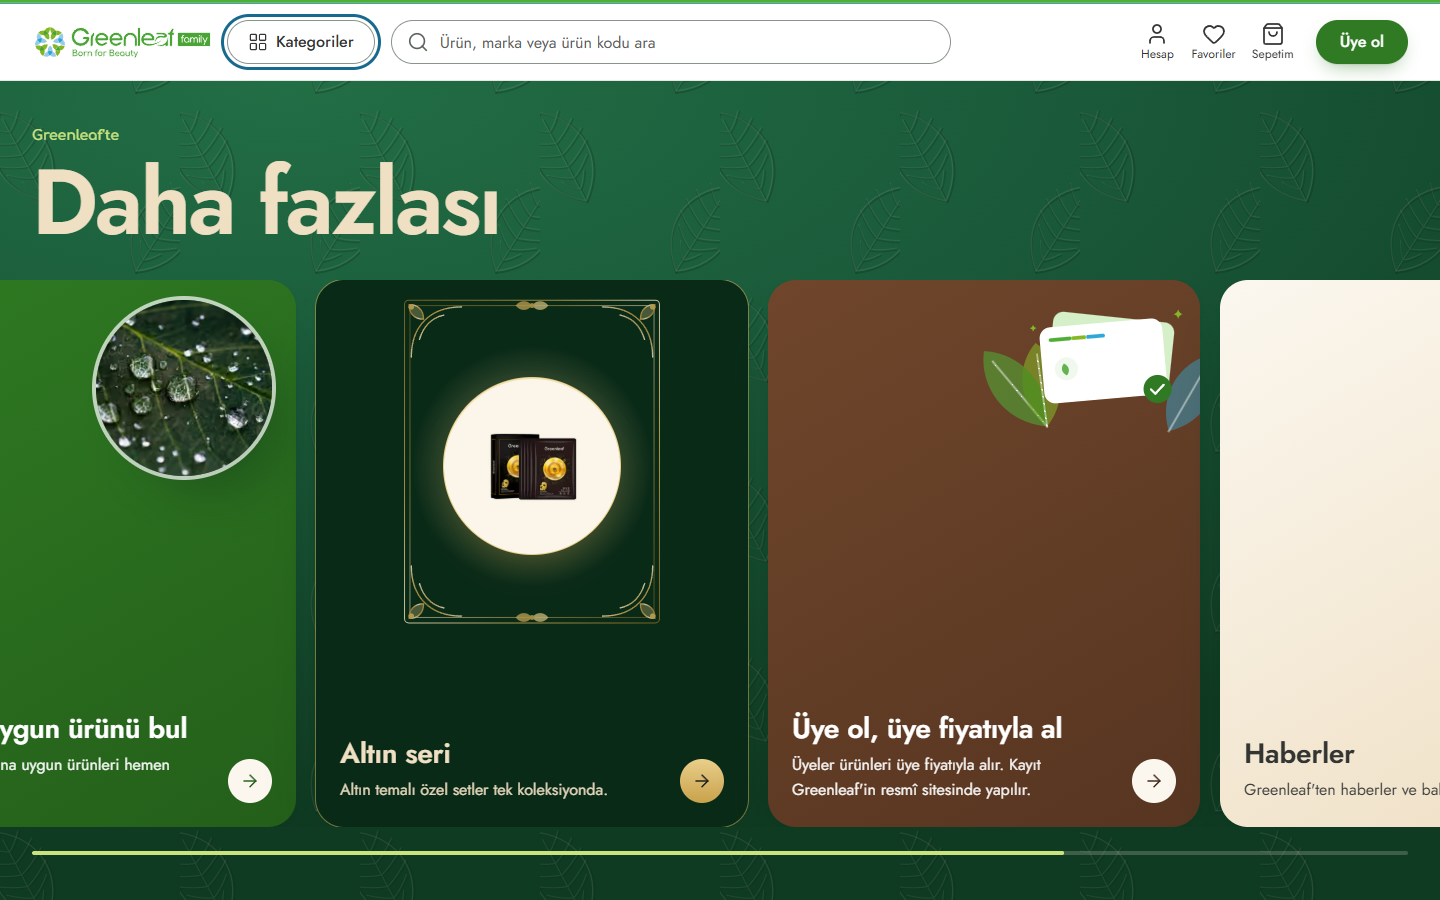 Greenleaf family
Born for Beauty
Kategoriler
Ürün, marka veya ürün kodu ara
Hesap
Favoriler
Sepetim
Üye ol
Greenleaf'te
Daha fazlası
ygun ürünü bul
na uygun ürünleri hemen
Greenleaf
Altın seri
Altın temalı özel setler tek koleksiyonda.
Üye ol, üye fiyatıyla al
Üyeler ürünleri üye fiyatıyla alır. Kayıt
Greenleaf'in resmî sitesinde yapılır.
Haberler
Greenleaf'ten haberler ve